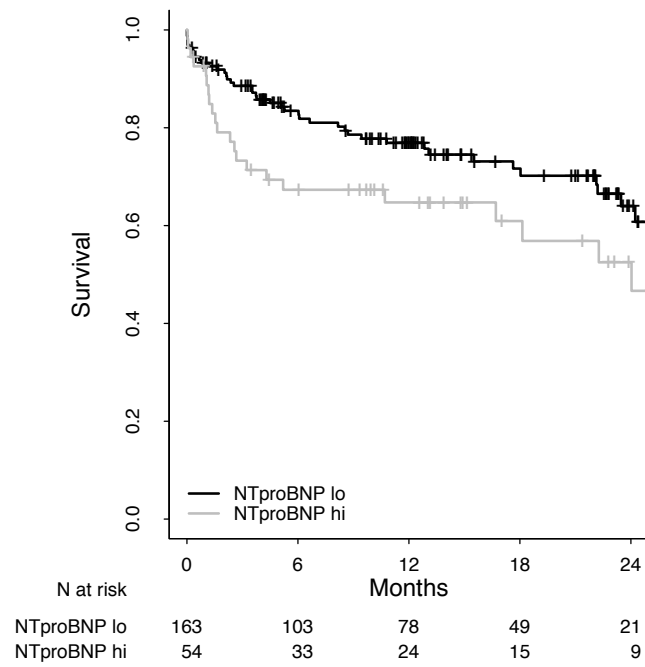 1.0
0.8
0.6
0.4
0.2
0.0
Survival
NTproBNP lo
NTproBNP hi
0 6 12 18 24
N at risk Months
NTproBNP lo 163 103 78 49 21
NTproBNP hi 54 33 24 15 9